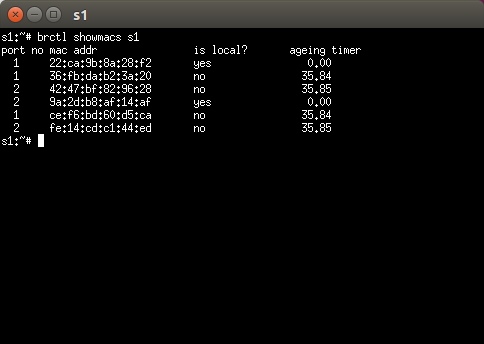 s1
s1:~# brctl showmacs s1
port no mac addr is local? ageing timer
1 22:ca:9b:8a:28:f2 yes 0.00
1 36:fb:da:b2:3a:20 no 35.84
2 42:47:bf:82:96:28 no 35.85
2 9a:2d:b8:af:14:af yes 0.00
1 ce:f6:bd:60:d5:ca no 35.84
2 fe:14:cd:c1:44:ed no 35.85
s1:~#